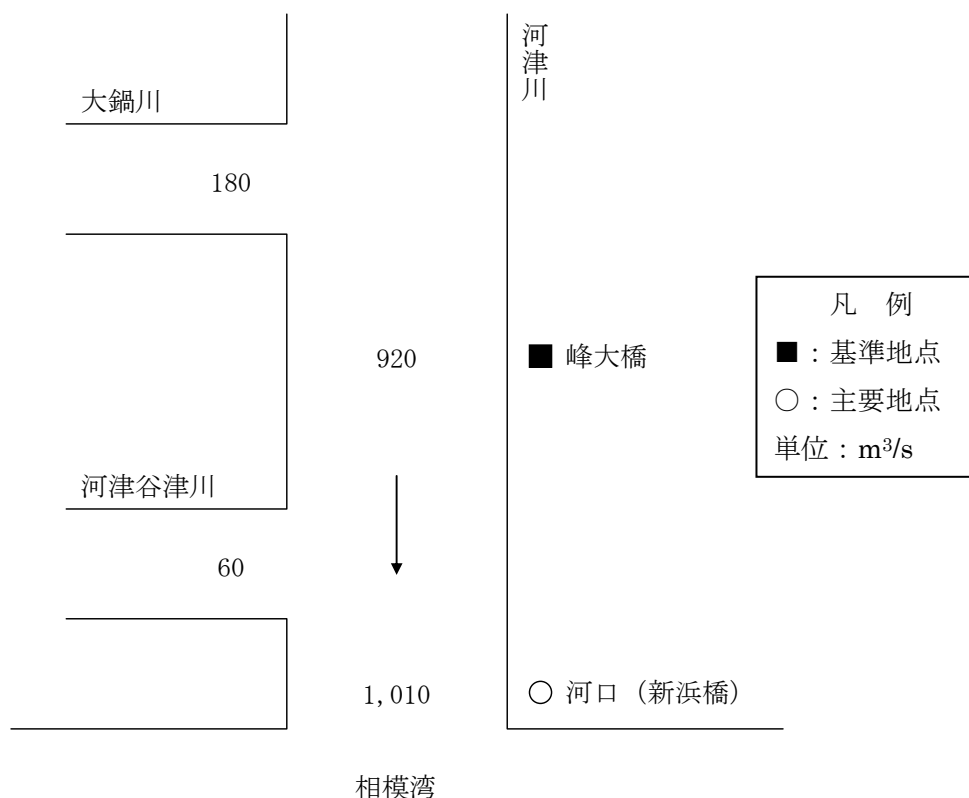 河津川
大鍋川
180
凡 例
■：基準地点
○：主要地点
単位：m³/s
920
■ 峰大橋
河津谷津川
60
1,010
○ 河口（新浜橋）
相模湾